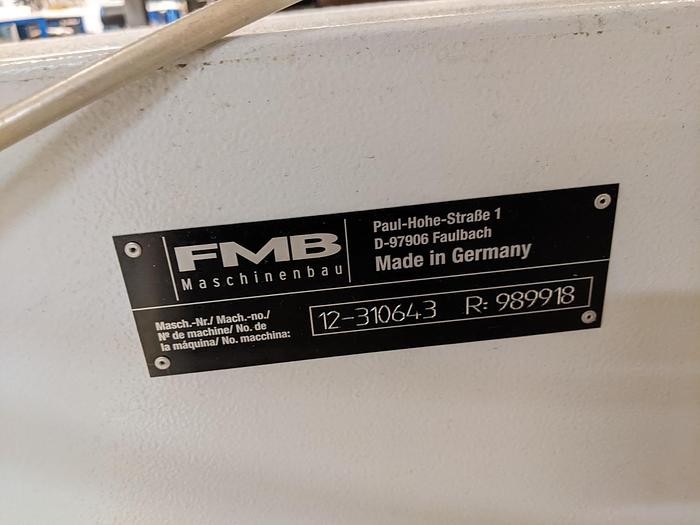 FMB
Maschinenbau
Paul-Hohe-Straße 1
D-97906 Faulbach
Made in Germany
Masch.-Nr./ Mach.-no./
Nº de machine/ No. de
la máquina/ No. macchina:
12-310643 R: 989918